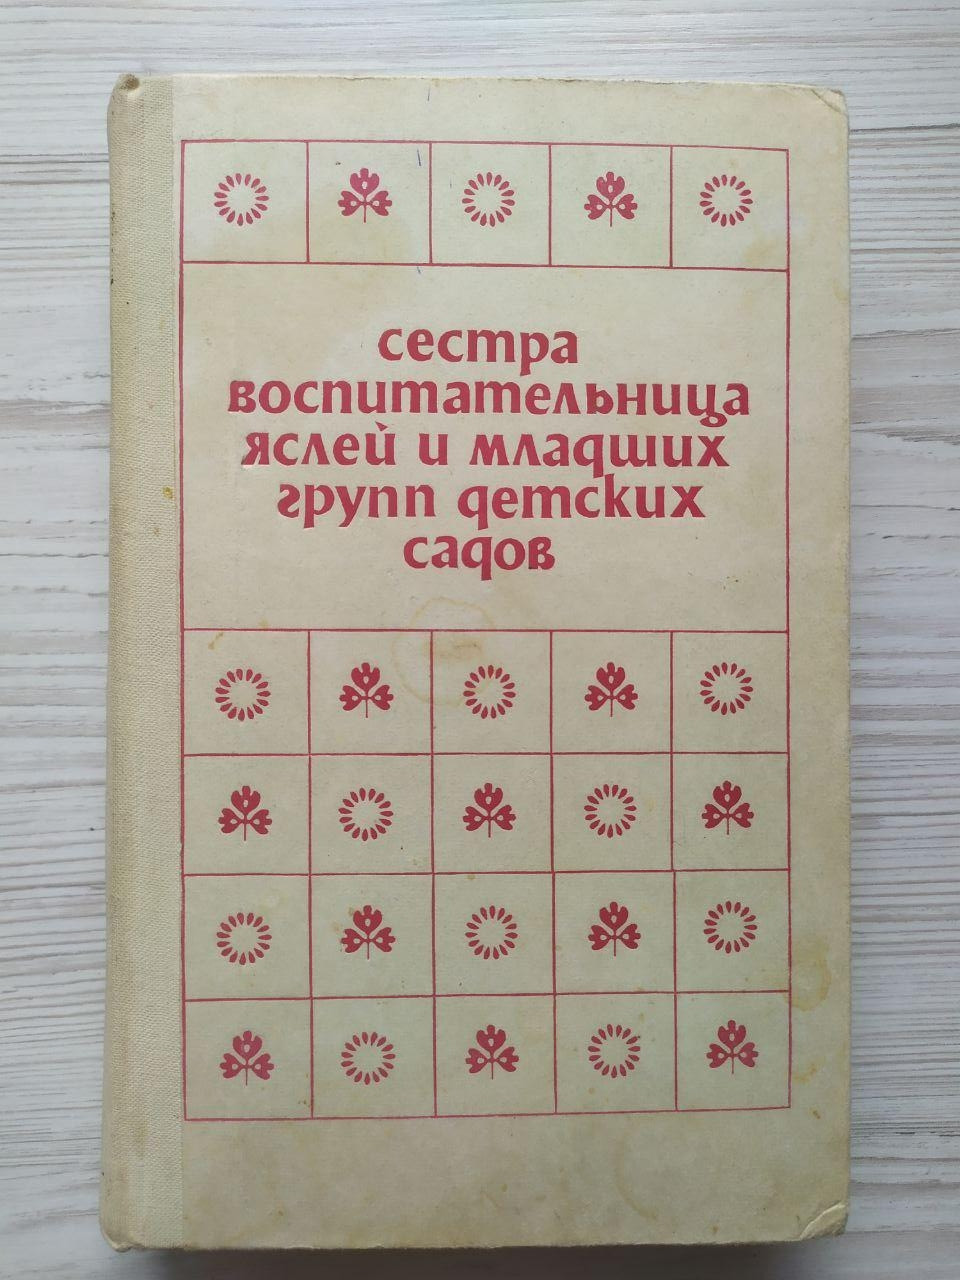 сестра
воспитательница
яслей и младших
групп детских
садов